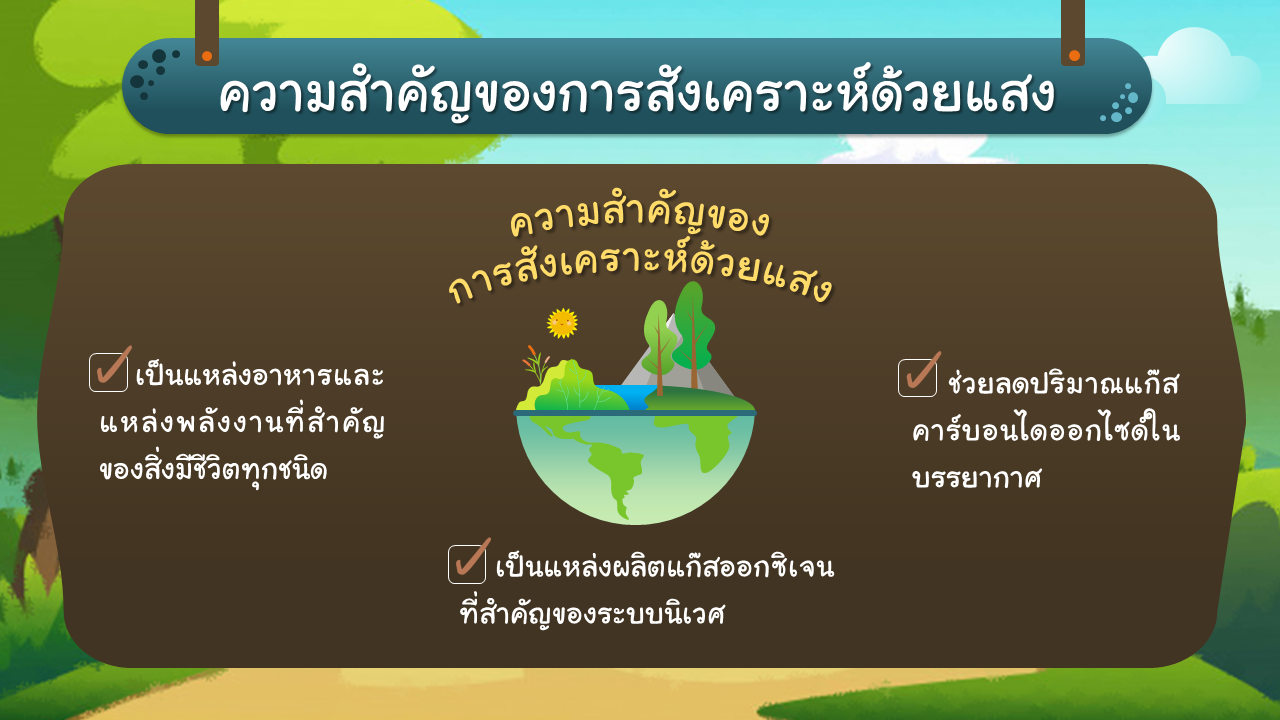 ความสำคัญของการสังเคราะห์ด้วยแสง
ความสำคัญของ
การสังเคราะห์ด้วยแสง
เป็นแหล่งอาหารและ
แหล่งพลังงานที่สำคัญ
ของสิ่งมีชีวิตทุกชนิด
ช่วยลดปริมาณแก๊ส
คาร์บอนไดออกไซด์ใน
บรรยากาศ
เป็นแหล่งผลิตแก๊สออกซิเจน
ที่สำคัญของระบบนิเวศ